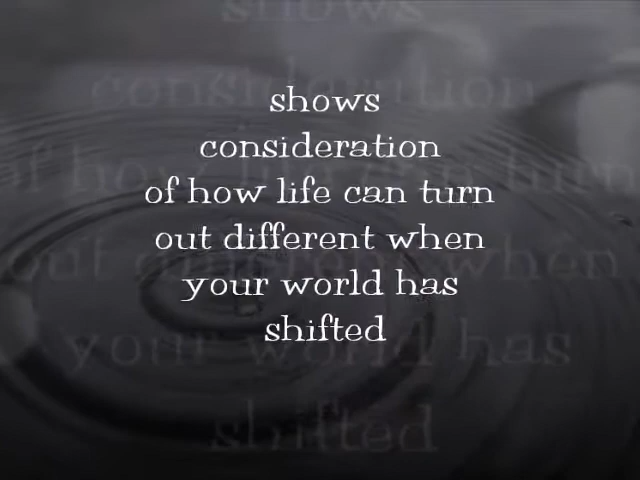 shows
consideration
of how life can turn
out different when
your world has
shifted